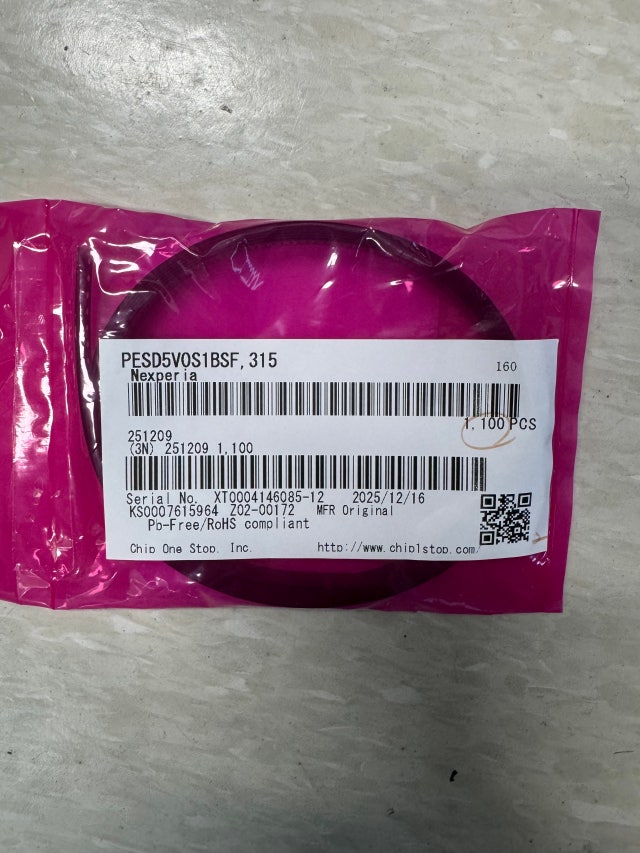 PESD5V0S1BSF,315
Nexperia
160
1,100 PCS
251209
(3N) 251209 1,100
Serial No. XT0004146085-12 2025/12/16
KS0007615964 Z02-00172 MFR Original
Pb-Free/RoHS compliant
Chip One Stop, Inc. http://www.chip1stop.com/